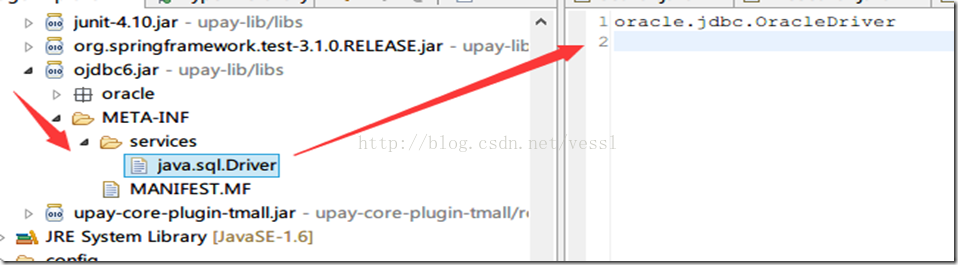 junit-4.10.jar - upay-lib/libs
org.springframework.test-3.1.0.RELEASE.jar - upay-lib
ojdbc6.jar - upay-lib/libs
oracle
META-INF
services
java.sql.Driver
MANIFEST.MF
upay-core-plugin-tmall.jar - upay-core-plugin-tmall/re
JRE System Library [JavaSE-1.6]
config
1 oracle.jdbc.OracleDriver
2
http://blog.csdn.net/vessl